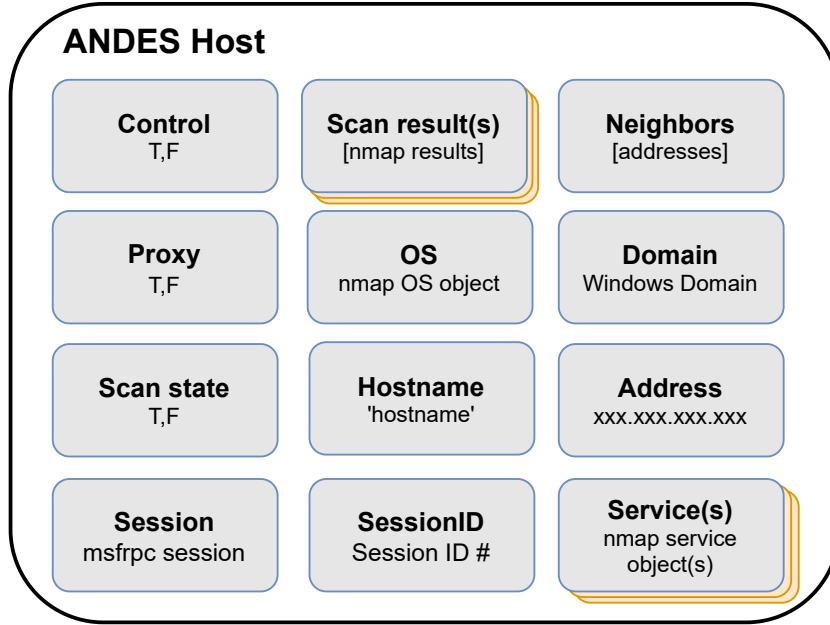 ANDES Host
Control
T,F
Scan result(s)
[nmap results]
Neighbors
[addresses]
Proxy
T,F
OS
nmap OS object
Domain
Windows Domain
Scan state
T,F
Hostname
'hostname'
Address
xxx.xxx.xxx.xxx
Session
msfrpc session
SessionID
Session ID #
Service(s)
nmap service
object(s)